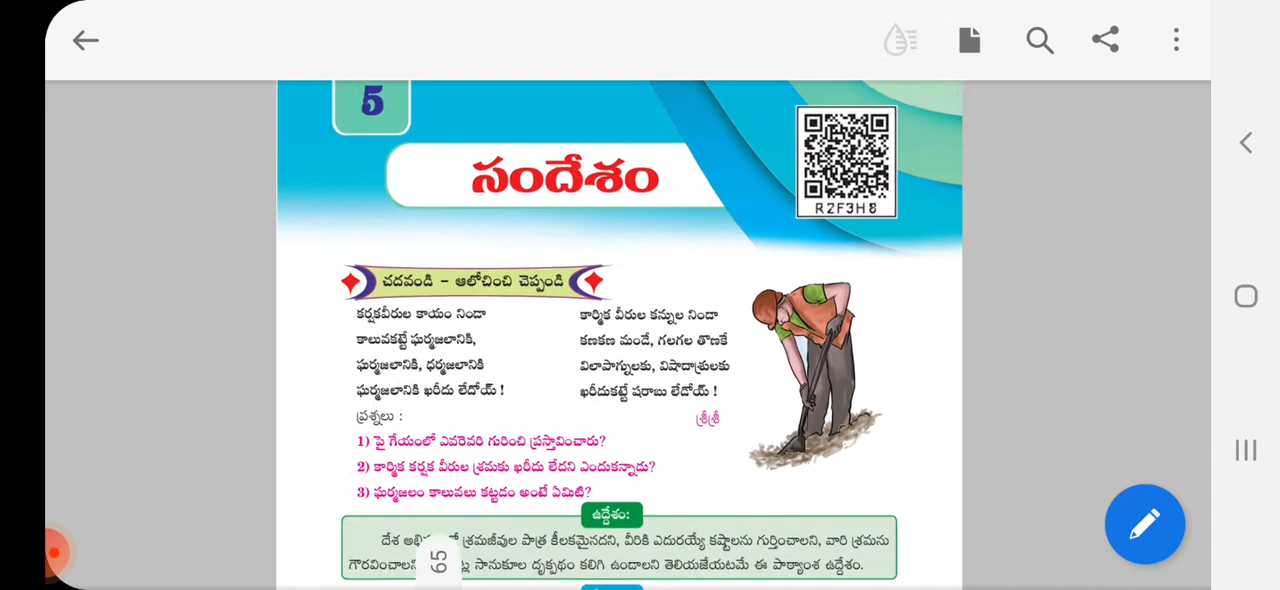 5
సందేశం
R2F3H8
చదవండి - ఆలోచించి చెప్పండి
కర్షకవీరుల కాయం నిండా
కాలువకట్టే ఘర్మజలానికి,
ఘర్మజలానికి, ధర్మజలానికి
ఘర్మజలానికి ఖరీదు లేదోయ్ !
కార్మిక వీరుల కన్నుల నిండా
కణకణ మండే, గలగల తొణకే
విలాపాగ్నులకు, విషాదాశ్రులకు
ఖరీదుకట్టే షరాబు లేడోయ్ !
శ్రీశ్రీ
ప్రశ్నలు :
1) పై గేయంలో ఎవరెవరి గురించి ప్రస్తావించారు?
2) కార్మిక కర్షక వీరుల శ్రమకు ఖరీదు లేదని ఎందుకన్నాడు?
3) ఘర్మజలం కాలువలు కట్టడం అంటే ఏమిటి?
ఉద్దేశం:
దేశ శ్రమజీవుల పాత్ర కీలకమైనదని, వీరికి ఎదురయ్యే కష్టాలను గుర్తించాలని, వారి శ్రమను
సానుకూల దృక్పథం కలిగి ఉండాలని తెలియజేయటమే ఈ పాఠ్యాంశ ఉద్దేశం.
65